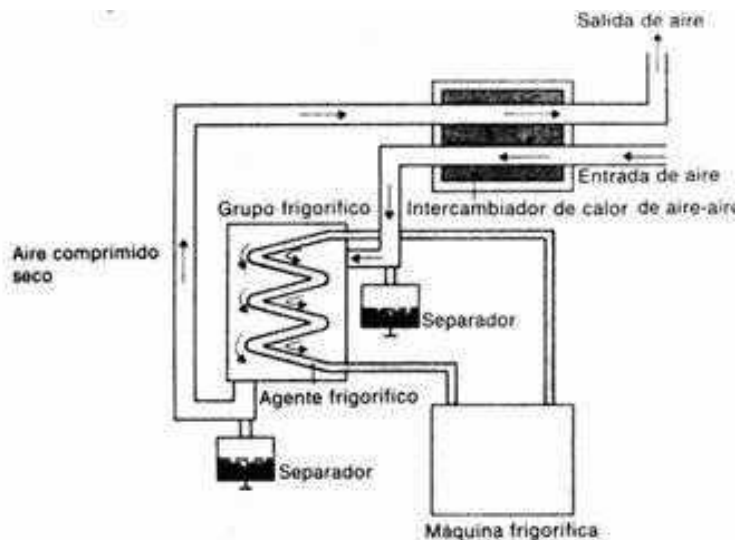 Salida de aire
Entrada de aire
Grupo frigorífico
Intercambiador de calor de aire-aire
Aire comprimido
seco
Separador
Agente frigorífico
Separador
Máquina frigorífica